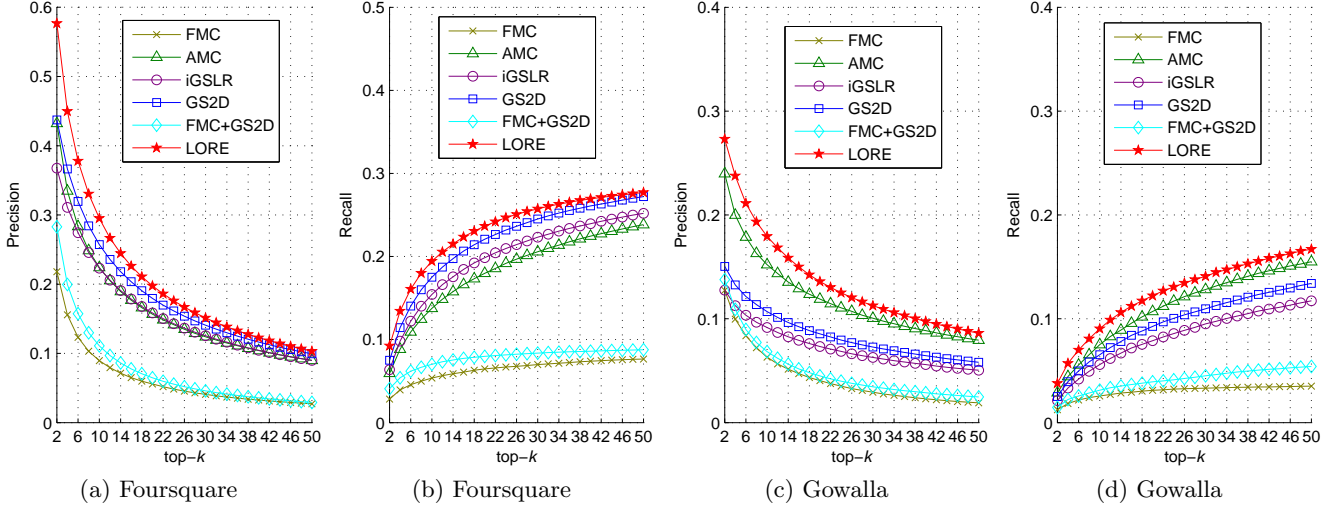 0.6
0.5
0.4
0.3
0.2
0.1
0
Precision
2 6 10 14 18 22 26 30 34 38 42 46 50
top-k
FMC
AMC
iGSLR
GS2D
FMC+GS2D
LORE
(a) Foursquare
0.5
0.4
0.3
0.2
0.1
0
Recall
2 6 10 14 18 22 26 30 34 38 42 46 50
top-k
FMC
AMC
iGSLR
GS2D
FMC+GS2D
LORE
(b) Foursquare
0.4
0.3
0.2
0.1
0
Precision
2 6 10 14 18 22 26 30 34 38 42 46 50
top-k
FMC
AMC
iGSLR
GS2D
FMC+GS2D
LORE
(c) Gowalla
0.4
0.3
0.2
0.1
0
Recall
2 6 10 14 18 22 26 30 34 38 42 46 50
top-k
FMC
AMC
iGSLR
GS2D
FMC+GS2D
LORE
(d) Gowalla